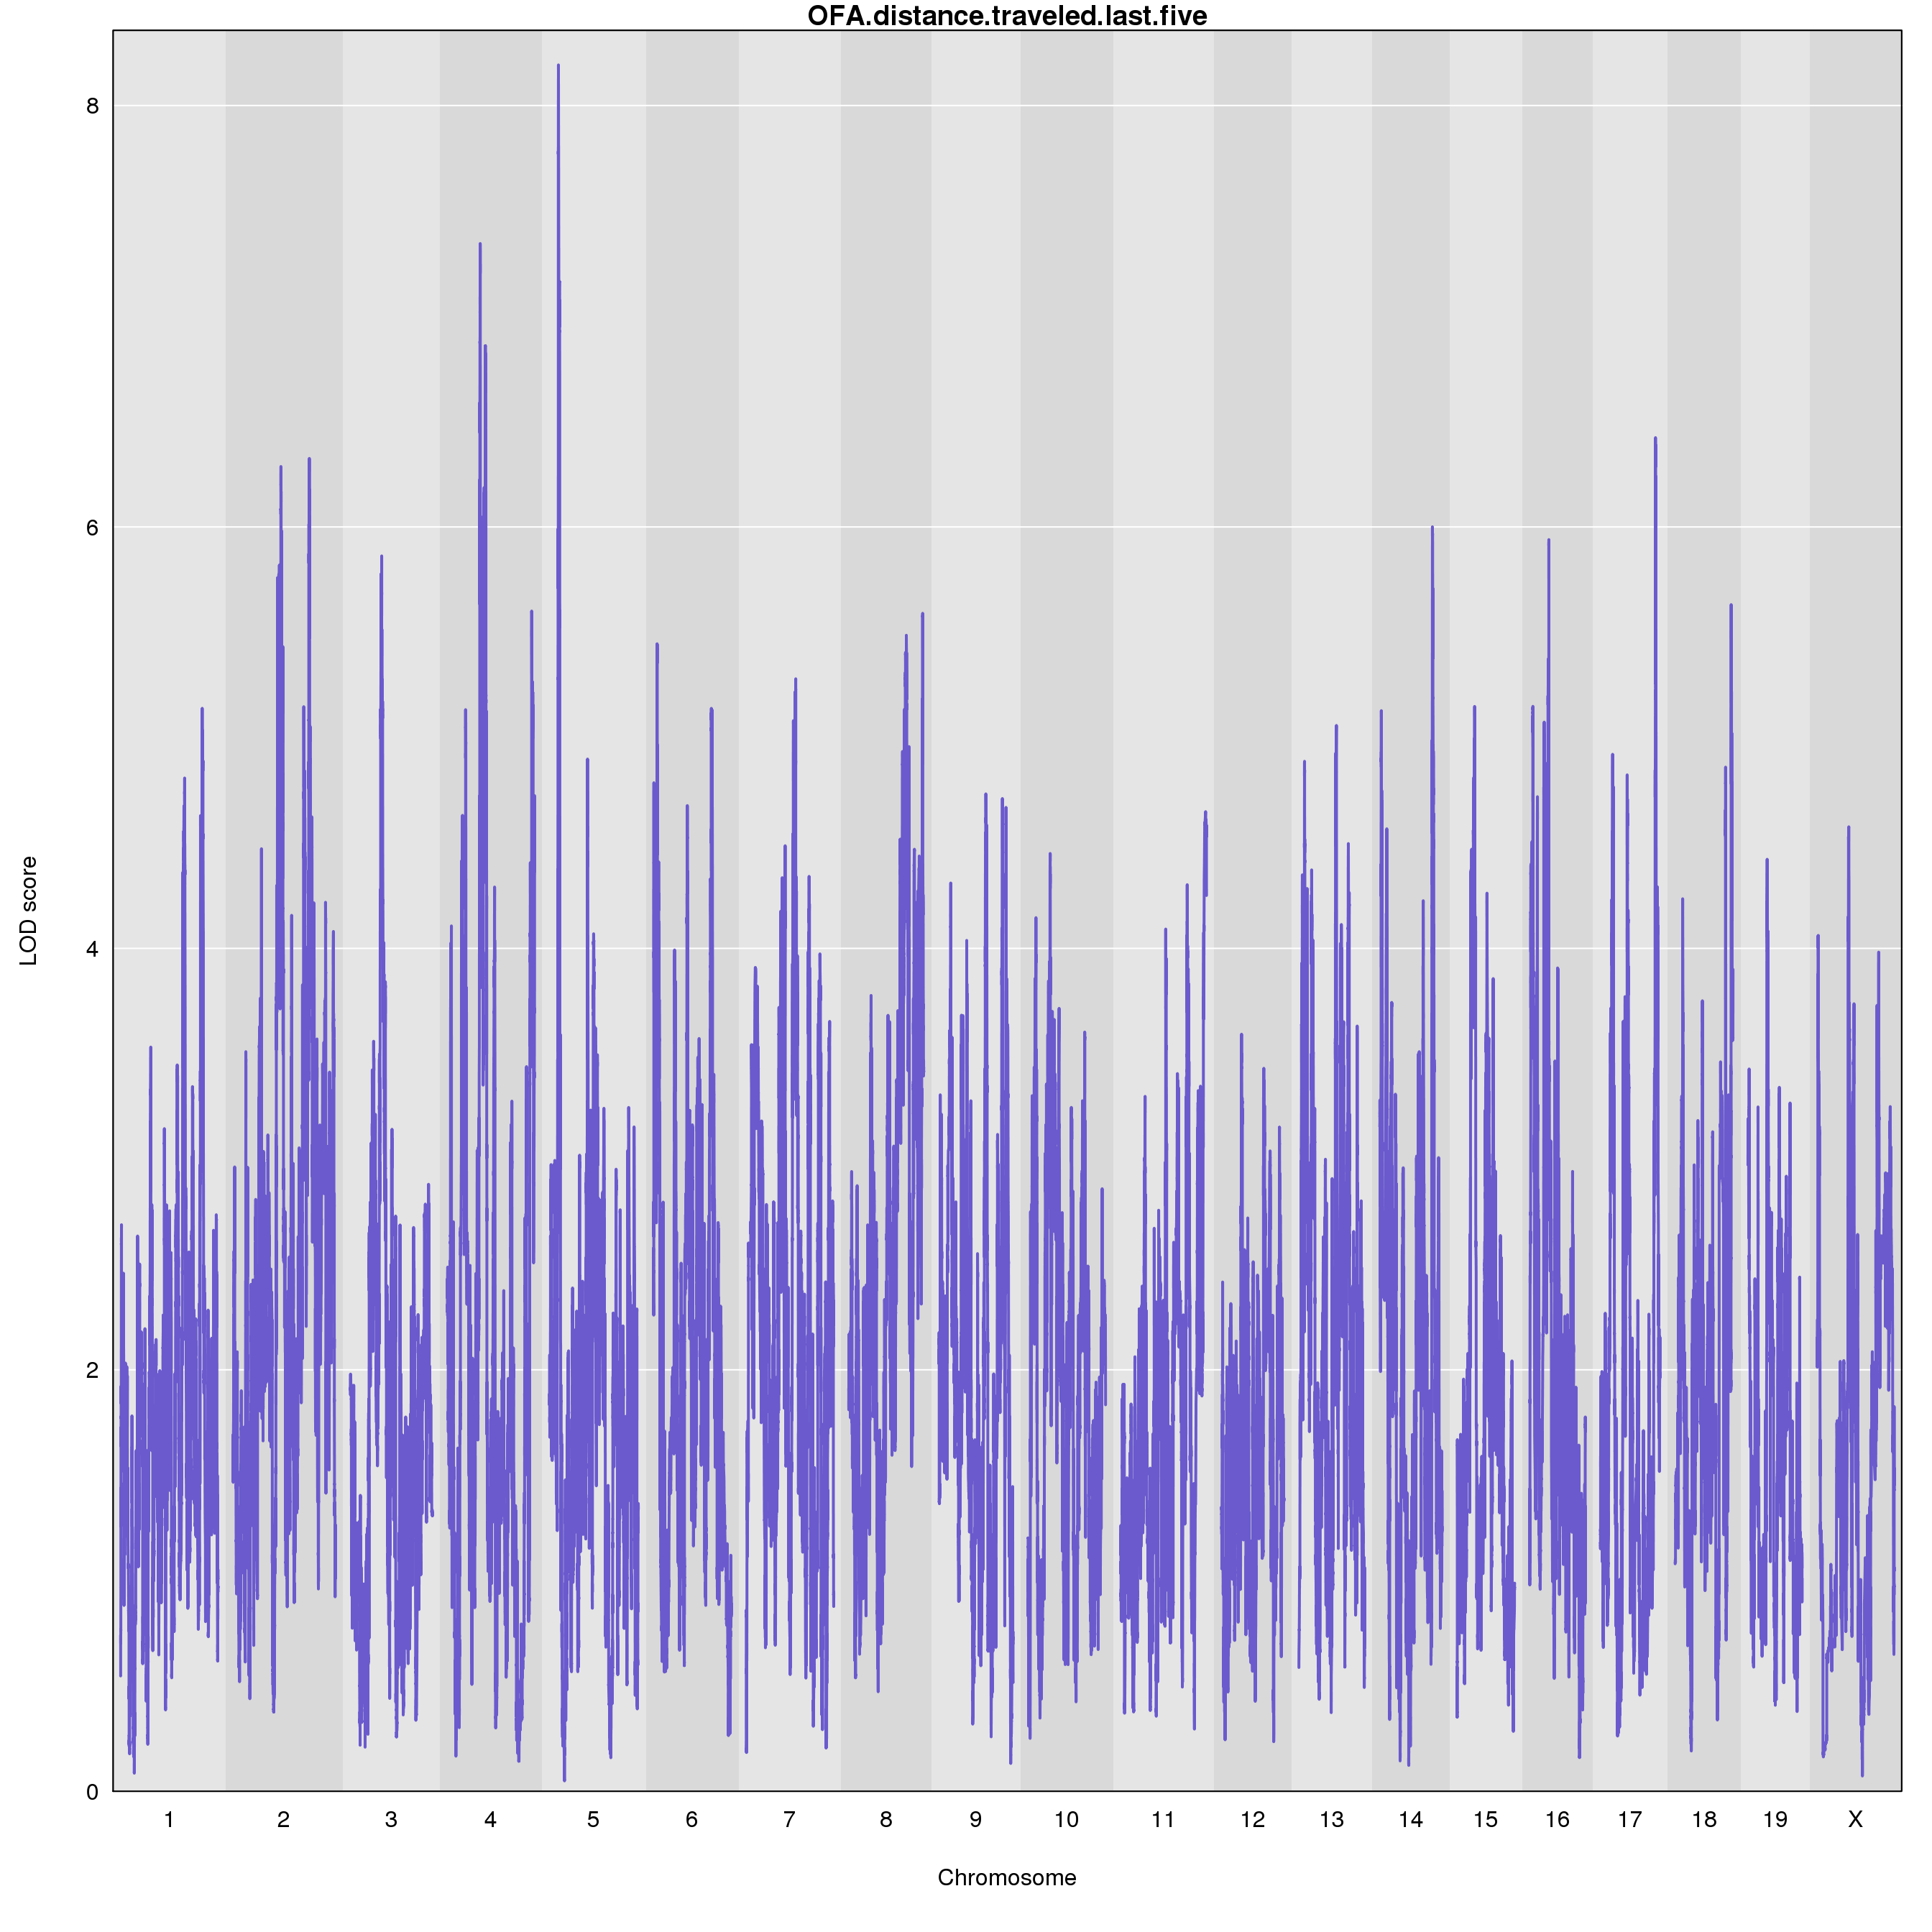 OFA.distance.traveled.last.five
8
6
4
2
0
LOD score
1 2 3 4 5 6 7 8 9 10 11 12 13 14 15 16 17 18 19 X
Chromosome